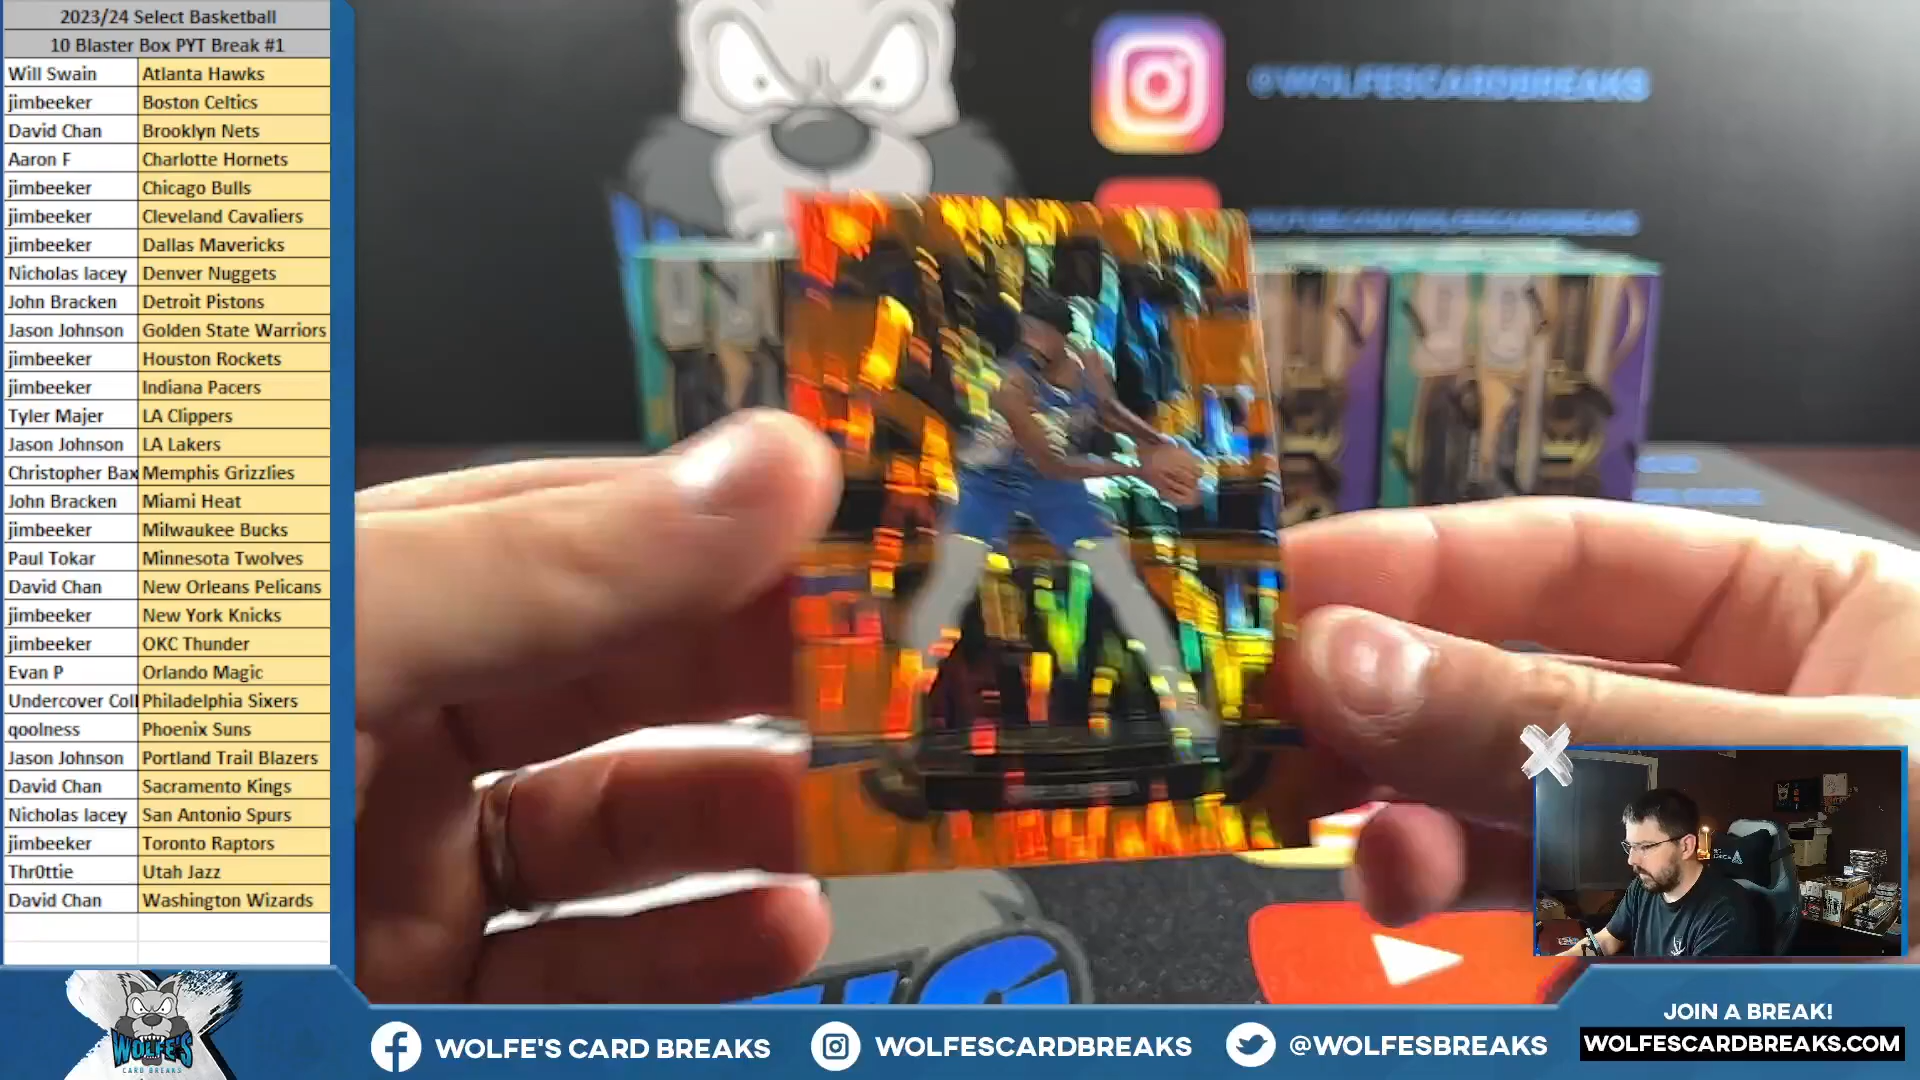 2023/24 Select Basketball
10 Blaster Box PYT Break #1
Will Swain Atlanta Hawks
jimbeeker Boston Celtics
David Chan Brooklyn Nets
Aaron F Charlotte Hornets
jimbeeker Chicago Bulls
jimbeeker Cleveland Cavaliers
jimbeeker Dallas Mavericks
Nicholas lacey Denver Nuggets
John Bracken Detroit Pistons
Jason Johnson Golden State Warriors
jimbeeker Houston Rockets
jimbeeker Indiana Pacers
Tyler Majer LA Clippers
Jason Johnson LA Lakers
Christopher Bax Memphis Grizzlies
John Bracken Miami Heat
jimbeeker Milwaukee Bucks
Paul Tokar Minnesota Twolves
David Chan New Orleans Pelicans
jimbeeker New York Knicks
jimbeeker OKC Thunder
Evan P Orlando Magic
Undercover Coll Philadelphia Sixers
qoolness Phoenix Suns
Jason Johnson Portland Trail Blazers
David Chan Sacramento Kings
Nicholas lacey San Antonio Spurs
jimbeeker Toronto Raptors
Thr0ttie Utah Jazz
David Chan Washington Wizards
@WOLFESCARDBREAKS
WOLFE'S
CARD BREAKS
WOLFE'S CARD BREAKS
WOLFESCARDBREAKS
@WOLFESBREAKS
JOIN A BREAK!
WOLFESCARDBREAKS.COM